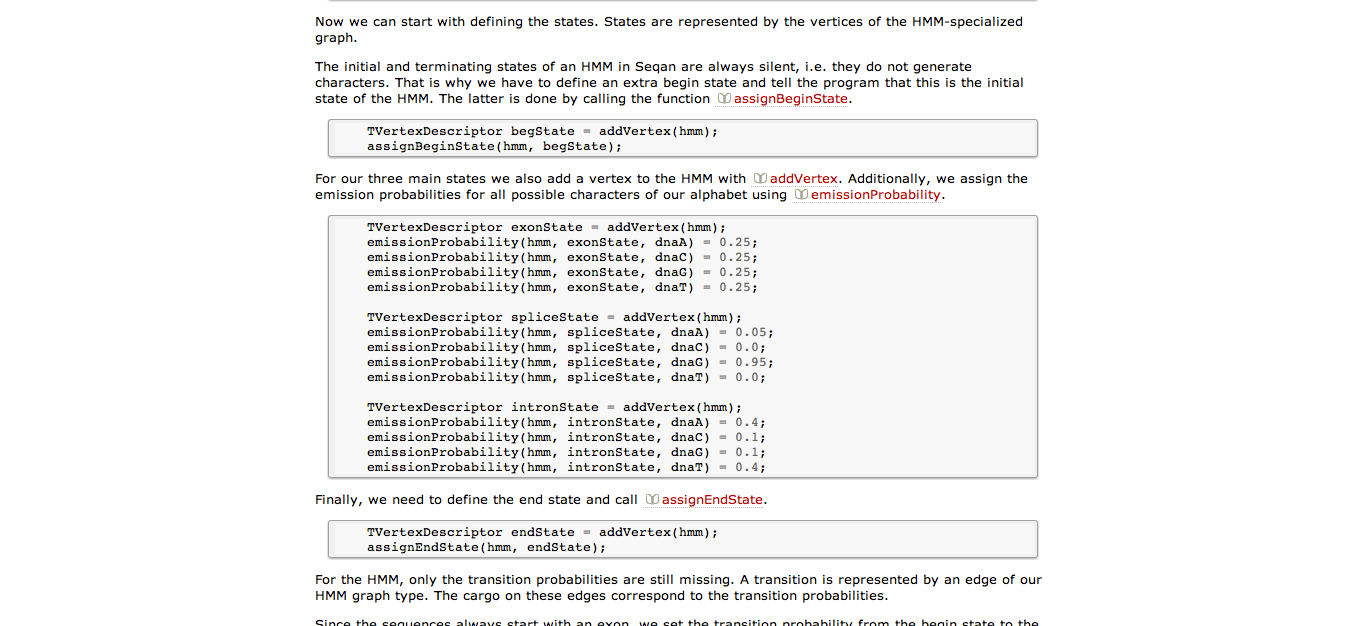 Now we can start with defining the states. States are represented by the vertices of the HMM-specialized
graph.
The initial and terminating states of an HMM in Seqan are always silent, i.e. they do not generate
characters. That is why we have to define an extra begin state and tell the program that this is the initial
state of the HMM. The latter is done by calling the function assignBeginState.
TVertexDescriptor begState = addVertex(hmm);
assignBeginState(hmm, begState);
For our three main states we also add a vertex to the HMM with addVertex. Additionally, we assign the
emission probabilities for all possible characters of our alphabet using emissionProbability.
TVertexDescriptor exonState = addVertex(hmm);
emissionProbability(hmm, exonState, dnaA) = 0.25;
emissionProbability(hmm, exonState, dnaC) = 0.25;
emissionProbability(hmm, exonState, dnaG) = 0.25;
emissionProbability(hmm, exonState, dnaT) = 0.25;
TVertexDescriptor spliceState = addVertex(hmm);
emissionProbability(hmm, spliceState, dnaA) = 0.05;
emissionProbability(hmm, spliceState, dnaC) = 0.0;
emissionProbability(hmm, spliceState, dnaG) = 0.95;
emissionProbability(hmm, spliceState, dnaT) = 0.0;
TVertexDescriptor intronState = addVertex(hmm);
emissionProbability(hmm, intronState, dnaA) = 0.4;
emissionProbability(hmm, intronState, dnaC) = 0.1;
emissionProbability(hmm, intronState, dnaG) = 0.1;
emissionProbability(hmm, intronState, dnaT) = 0.4;
Finally, we need to define the end state and call assignEndState.
TVertexDescriptor endState = addVertex(hmm);
assignEndState(hmm, endState);
For the HMM, only the transition probabilities are still missing. A transition is represented by an edge of our
HMM graph type. The cargo on these edges correspond to the transition probabilities.
Since the sequences always start with an exon, we set the transition probability from the begin state to the